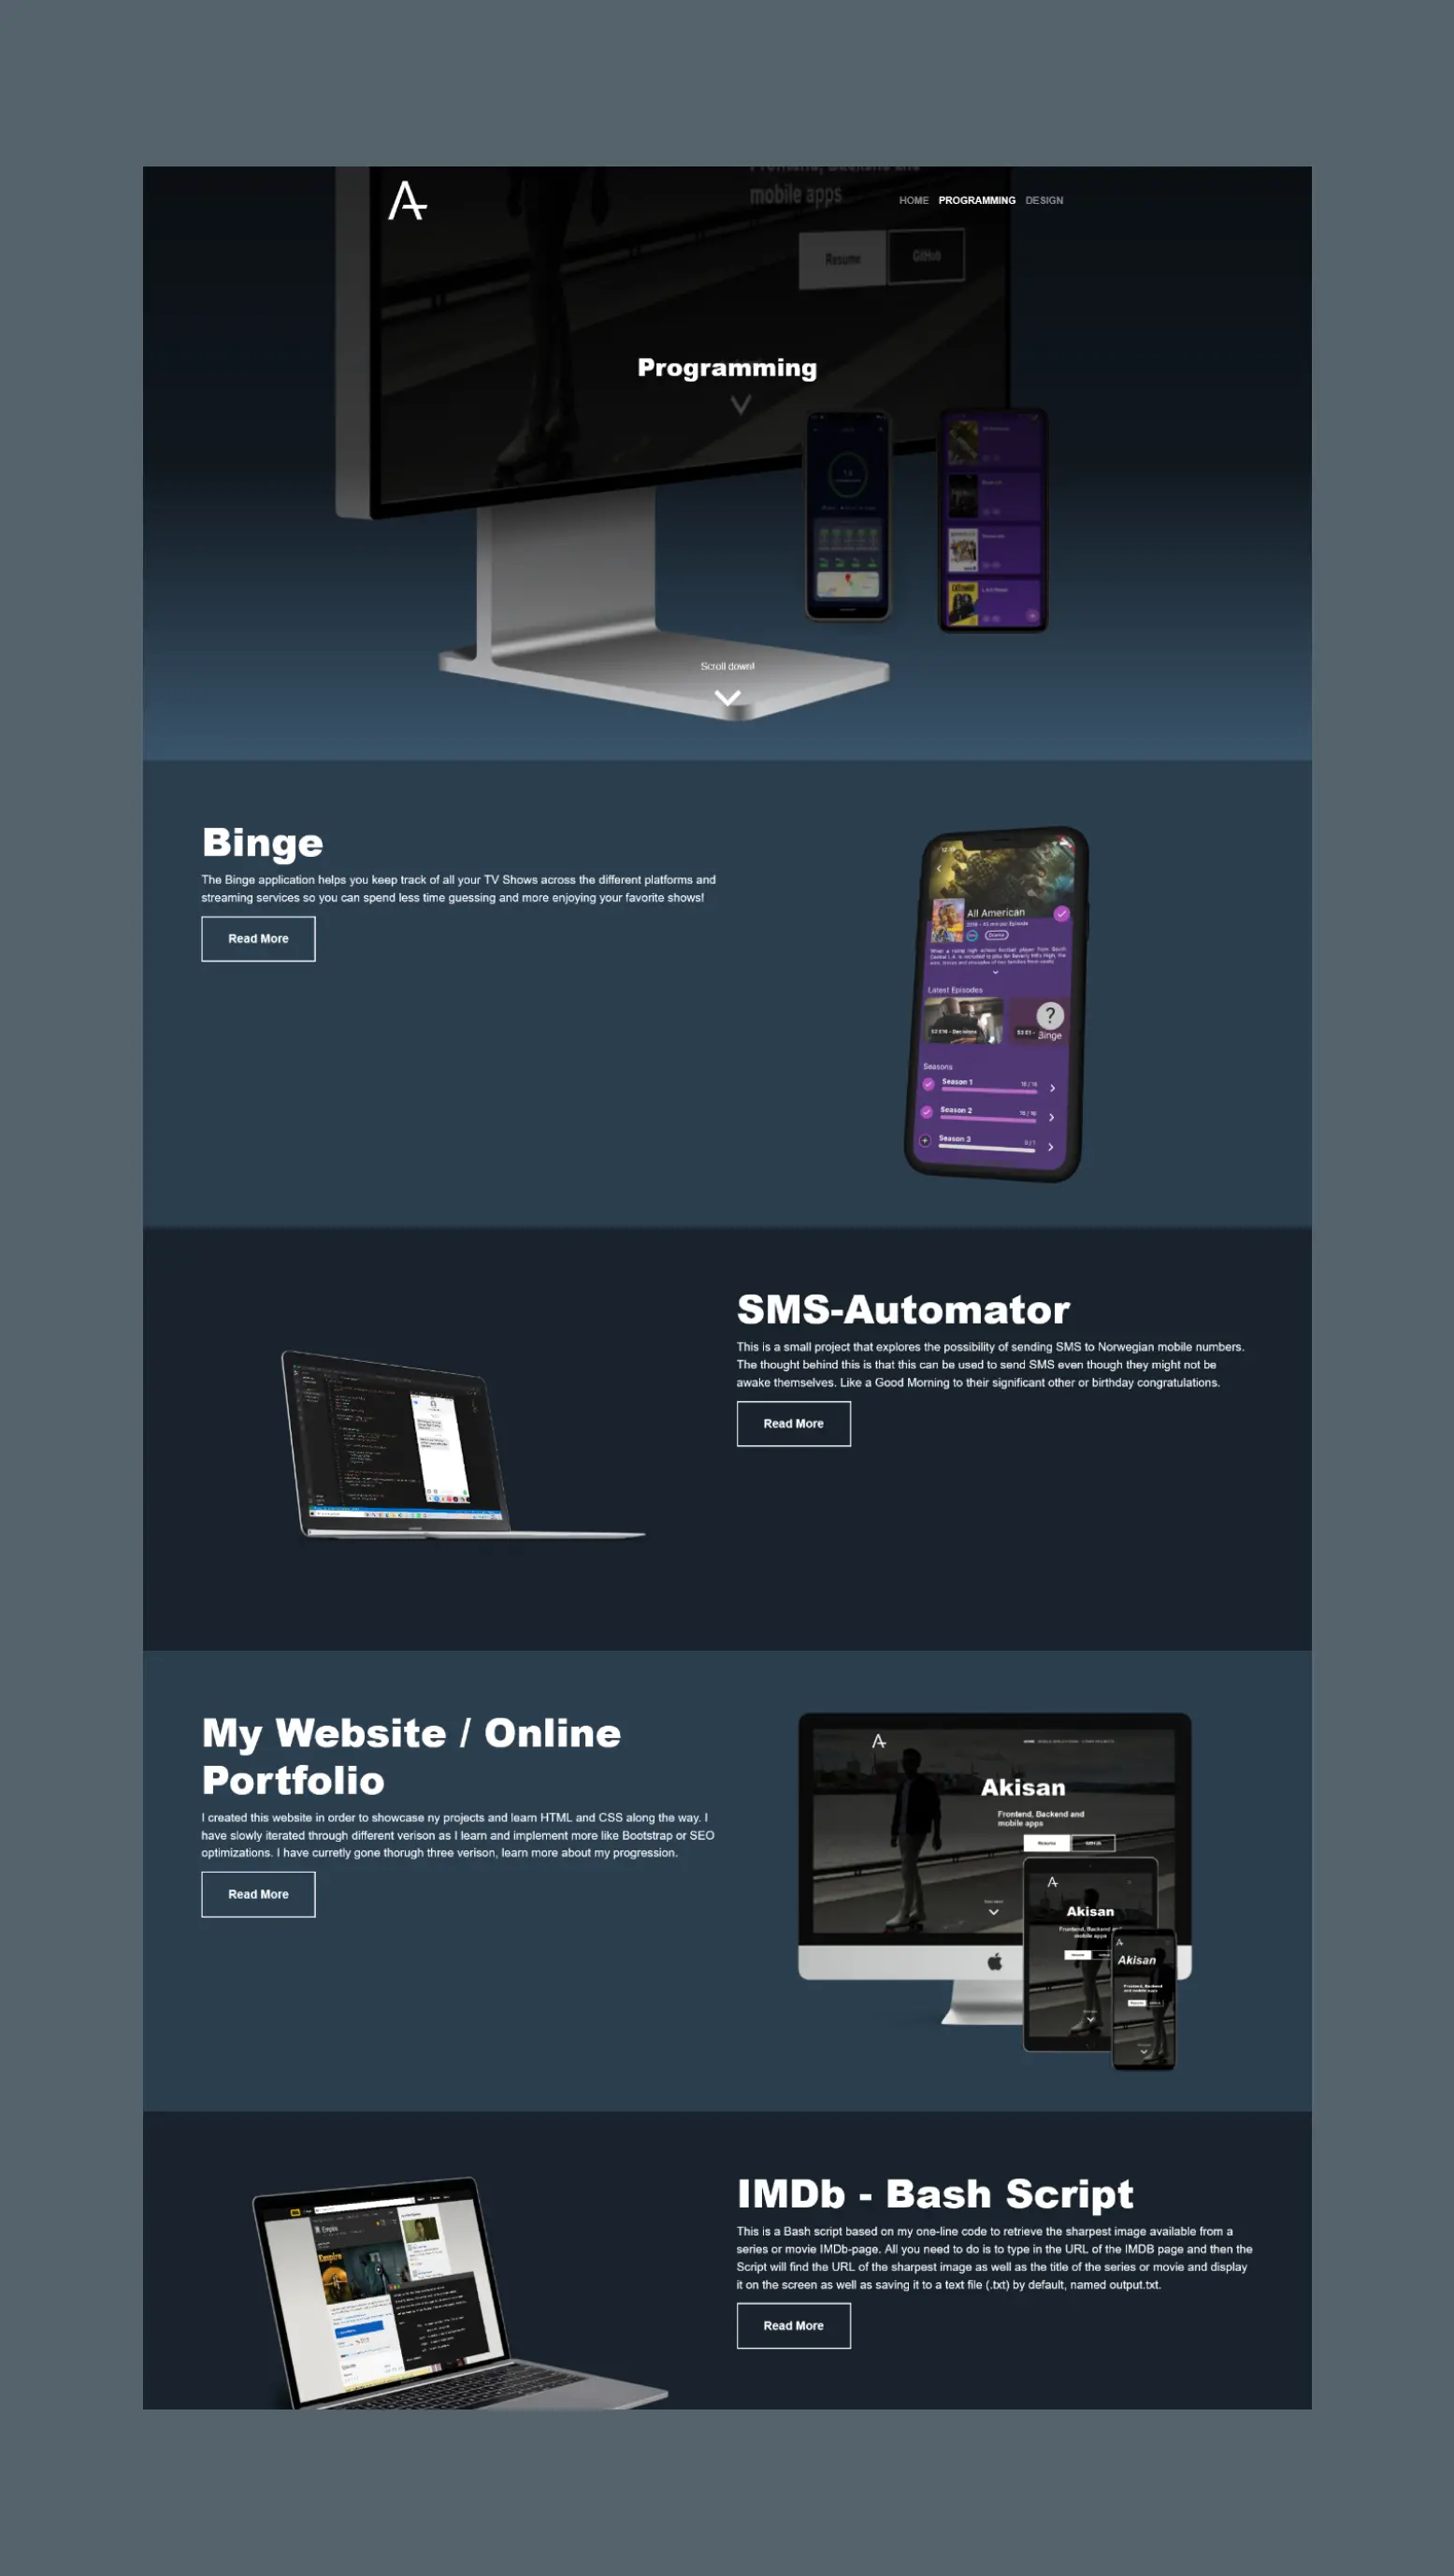 mobile apps
HOME PROGRAMMING DESIGN
Resume GitHub
Programming
Scroll down!
Binge
The Binge application helps you keep track of all your TV Shows across the different platforms and
streaming services so you can spend less time guessing and more enjoying your favorite shows!
Read More
All American
Latest Episodes
Binge
Seasons
Season 1
Season 2
Season 3
SMS-Automator
This is a small project that explores the possibility of sending SMS to Norwegian mobile numbers.
The thought behind this is that this can be used to send SMS even though they might not be
awake themselves. Like a Good Morning to their significant other or birthday congratulations.
Read More
My Website / Online
Portfolio
I created this website in order to showcase ny projects and learn HTML and CSS along the way. I
have slowly iterated through different verison as I learn and implement more like Bootstrap or SEO
optimizations. I have curretly gone thorugh three verison, learn more about my progression.
Read More
Akisan
Frontend, Backend and
mobile apps
Resume GitHub
Akisan
Frontend, Backend
mobile apps
Akisan
Frontend, Backend
and mobile apps
IMDb - Bash Script
This is a Bash script based on my one-line code to retrieve the sharpest image available from a
series or movie IMDb-page. All you need to do is to type in the URL of the IMDB page and then the
Script will find the URL of the sharpest image as well as the title of the series or movie and display
it on the screen as well as saving it to a text file (.txt) by default, named output.txt.
Read More
Empire